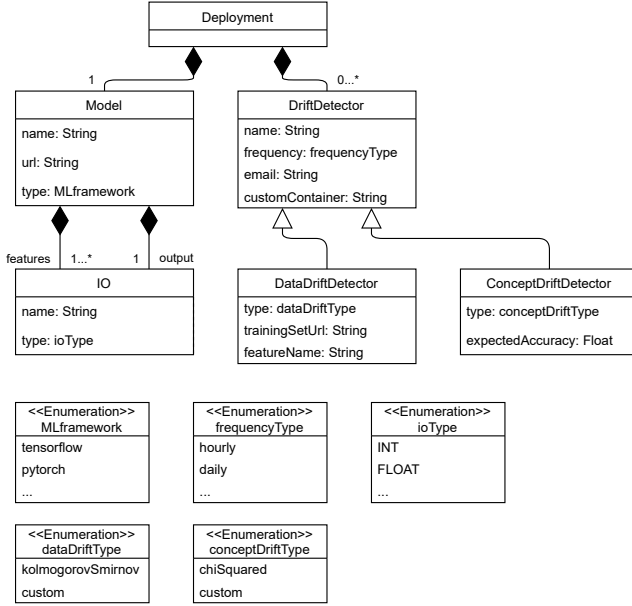 Deployment
1
0...*
Model
name: String
url: String
type: MLframework
DriftDetector
name: String
frequency: frequencyType
email: String
customContainer: String
features
1...*
1
output
IO
name: String
type: ioType
DataDriftDetector
type: dataDriftType
trainingSetUrl: String
featureName: String
ConceptDriftDetector
type: conceptDriftType
expectedAccuracy: Float
<<Enumeration>>
MLframework
tensorflow
pytorch
...
<<Enumeration>>
frequencyType
hourly
daily
...
<<Enumeration>>
ioType
INT
FLOAT
...
<<Enumeration>>
dataDriftType
kolmogorovSmirnov
custom
<<Enumeration>>
conceptDriftType
chiSquared
custom